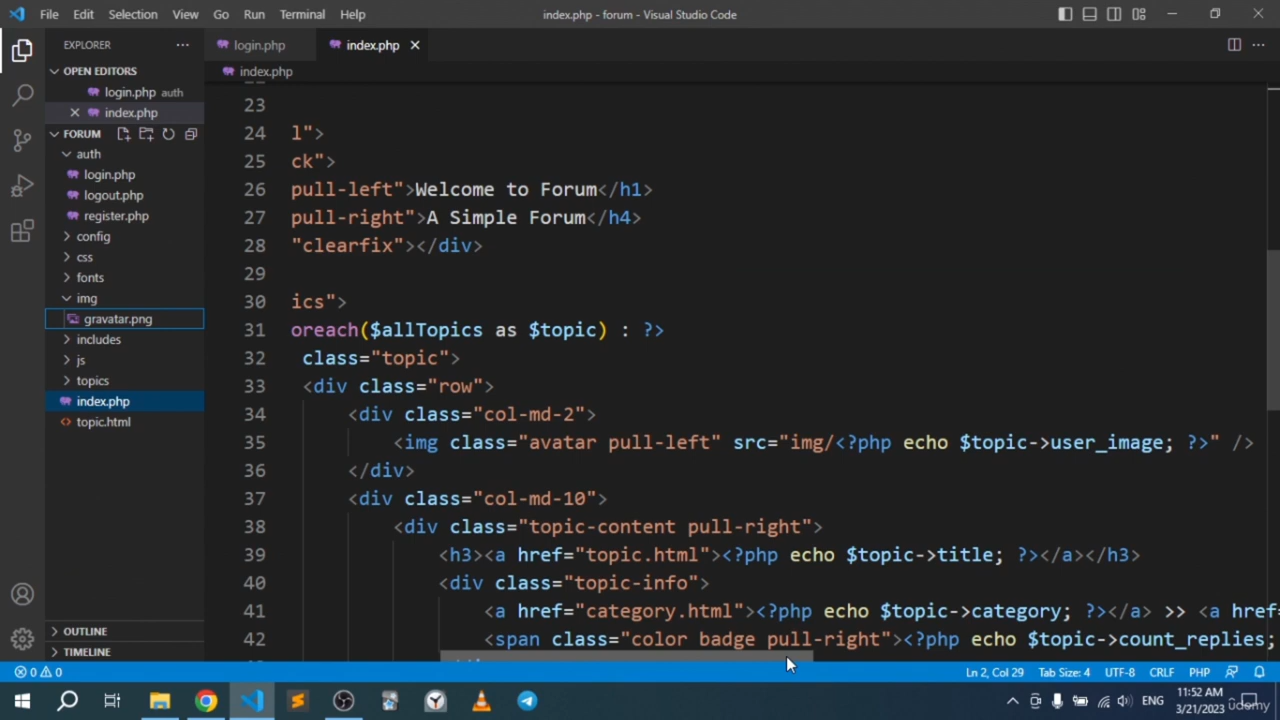 File Edit Selection View Go Run Terminal Help index.php - forum - Visual Studio Code
EXPLORER
OPEN EDITORS
login.php auth
index.php
FORUM
auth
login.php
logout.php
register.php
config
css
fonts
img
gravatar.png
includes
js
topics
index.php
topic.html
OUTLINE
TIMELINE
login.php index.php
index.php
23
24 l">
25 ck">
26 pull-left">Welcome to Forum</h1>
27 pull-right">A Simple Forum</h4>
28 "clearfix"></div>
29
30 ics">
31 oreach($allTopics as $topic) : ?>
32 class="topic">
33 <div class="row">
34 <div class="col-md-2">
35 <img class="avatar pull-left" src="img/<?php echo $topic->user_image; ?>" />
36 </div>
37 <div class="col-md-10">
38 <div class="topic-content pull-right">
39 <h3><a href="topic.html"><?php echo $topic->title; ?></a></h3>
40 <div class="topic-info">
41 <a href="category.html"><?php echo $topic->category; ?></a> >> <a href
42 <span class="color badge pull-right"><?php echo $topic->count_replies;
0 0 Ln 2, Col 29 Tab Size: 4 UTF-8 CRLF PHP
ENG 11:52 AM
3/21/2023
udemy